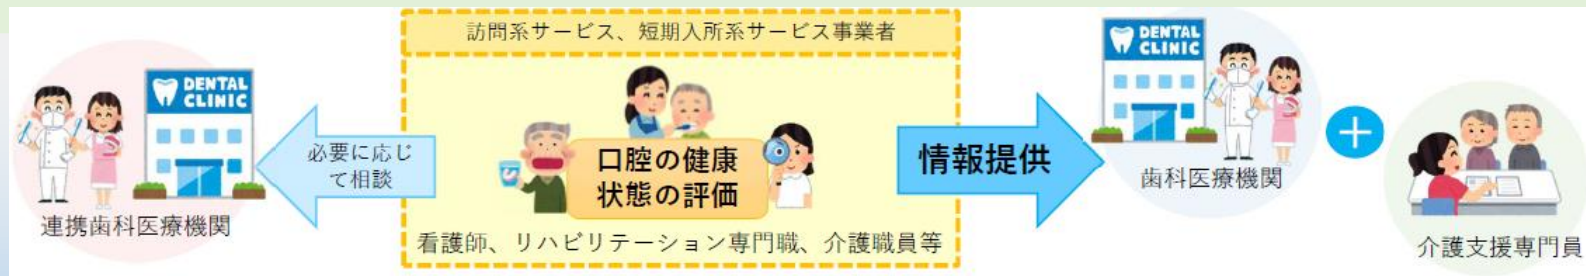 訪問系サービス、短期入所系サービス事業者
DENTAL
CLINIC
連携歯科医療機関
必要に応じ
て相談
口腔の健康
状態の評価
看護師、リハビリテーション専門職、介護職員等
情報提供
DENTAL
CLINIC
歯科医療機関
+
介護支援専門員